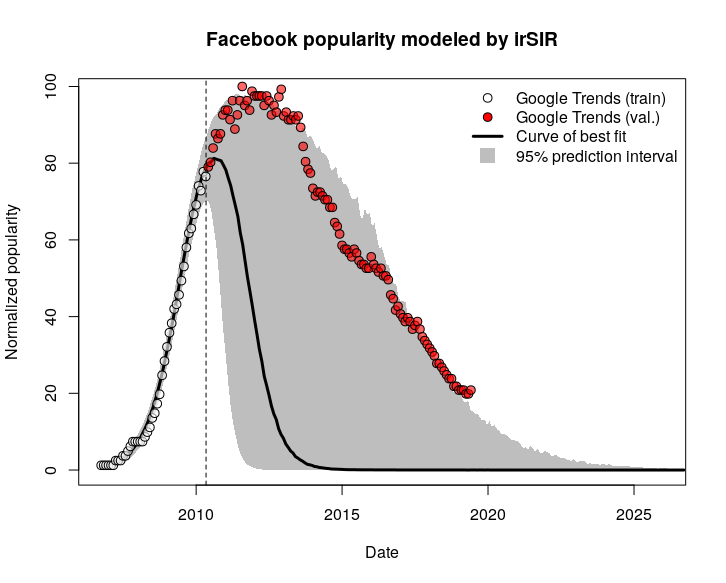 Facebook popularity modeled by irSIR
Google Trends (train)
Google Trends (val.)
Curve of best fit
95% prediction interval
Normalized popularity
100
80
60
40
20
0
2010 2015 2020 2025
Date